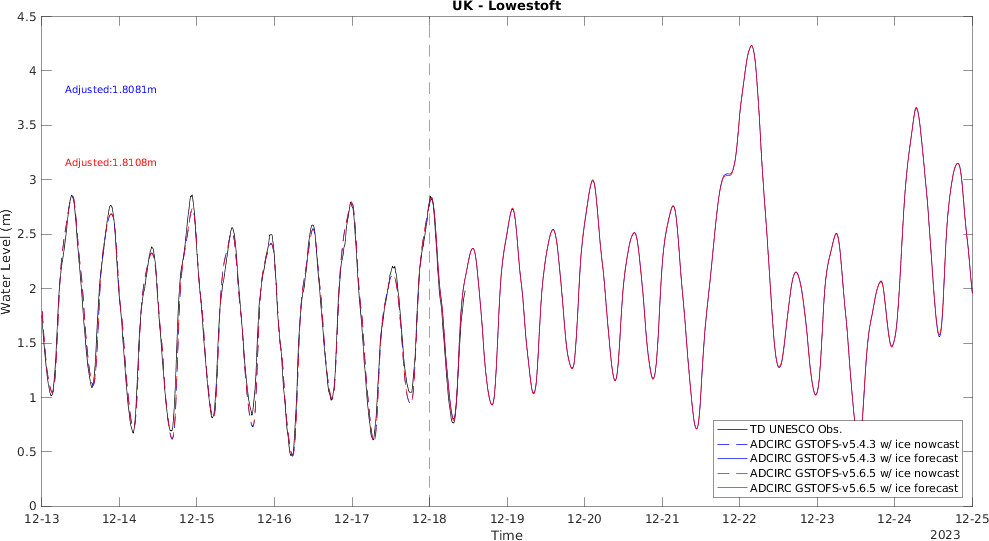 UK - Lowestoft
4.5
4
3.5
3
2.5
2
1.5
1
0.5
0
Water Level (m)
Adjusted:1.8081m
Adjusted:1.8108m
TD UNESCO Obs.
ADCIRC GSTOFS-v5.4.3 w/ ice nowcast
ADCIRC GSTOFS-v5.4.3 w/ ice forecast
ADCIRC GSTOFS-v5.6.5 w/ ice nowcast
ADCIRC GSTOFS-v5.6.5 w/ ice forecast
12-13 12-14 12-15 12-16 12-17 12-18 12-19 12-20 12-21 12-22 12-23 12-24 12-25
Time
2023